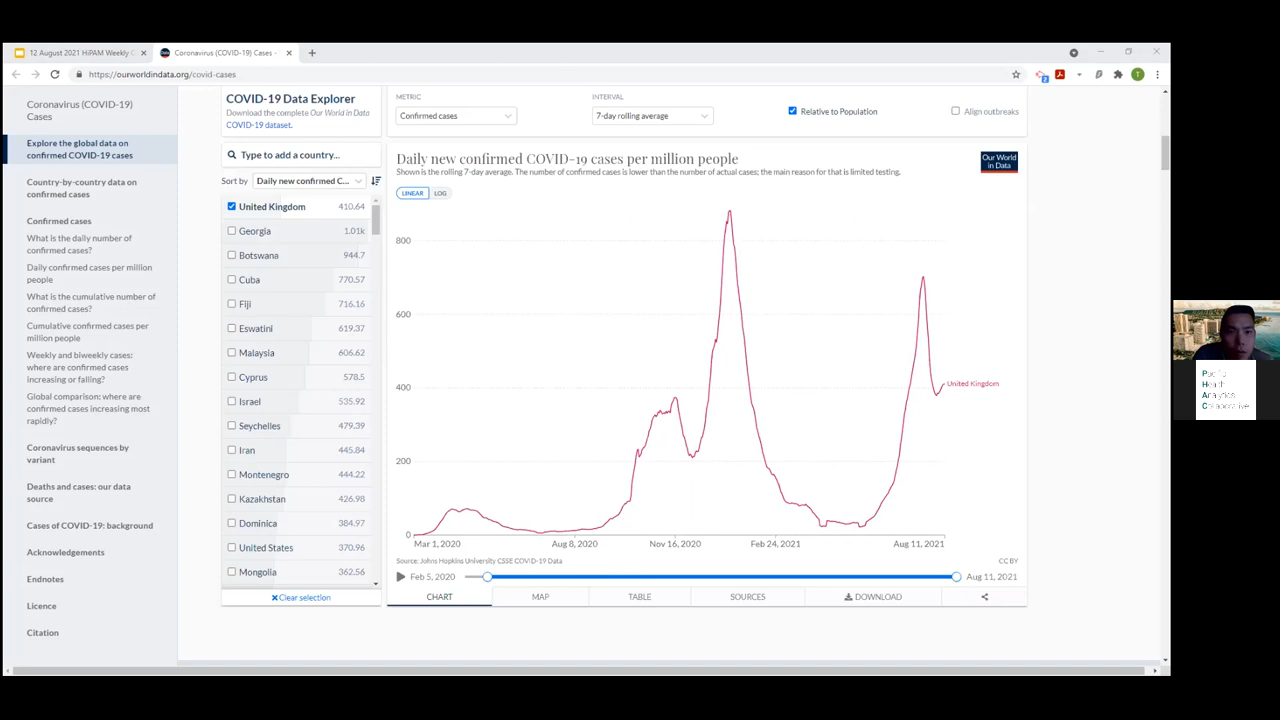 12 August 2021 HiPAM Weekly C
Coronavirus (COVID-19) Cases -
https://ourworldindata.org/covid-cases
2
T
Coronavirus (COVID-19)
Cases
Explore the global data on
confirmed COVID-19 cases
Country-by-country data on
confirmed cases
Confirmed cases
What is the daily number of
confirmed cases?
Daily confirmed cases per million
people
What is the cumulative number of
confirmed cases?
Cumulative confirmed cases per
million people
Weekly and biweekly cases:
where are confirmed cases
increasing or falling?
Global comparison: where are
confirmed cases increasing most
rapidly?
Coronavirus sequences by
variant
Deaths and cases: our data
source
Cases of COVID-19: background
Acknowledgements
Endnotes
Licence
Citation
COVID-19 Data Explorer
Download the complete Our World in Data
COVID-19 dataset.
Type to add a country...
Sort by Daily new confirmed C...
United Kingdom 410.64
Georgia 1.01k
Botswana 944.7
Cuba 770.57
Fiji 716.16
Eswatini 619.37
Malaysia 606.62
Cyprus 578.5
Israel 535.92
Seychelles 479.39
Iran 445.84
Montenegro 444.22
Kazakhstan 426.98
Dominica 384.97
United States 370.96
Mongolia 362.56
Clear selection
METRIC
Confirmed cases
INTERVAL
7-day rolling average
Relative to Population
Align outbreaks
Daily new confirmed COVID-19 cases per million people
Shown is the rolling 7-day average. The number of confirmed cases is lower than the number of actual cases; the main reason for that is limited testing.
Our World
in Data
LINEAR LOG
800
600
400
200
0
United Kingdom
Mar 1, 2020 Aug 8, 2020 Nov 16, 2020 Feb 24, 2021 Aug 11, 2021
Source: Johns Hopkins University CSSE COVID-19 Data
CC BY
Feb 5, 2020 Aug 11, 2021
CHART MAP TABLE SOURCES DOWNLOAD
Pacific
Health
Analytics
Colaborative